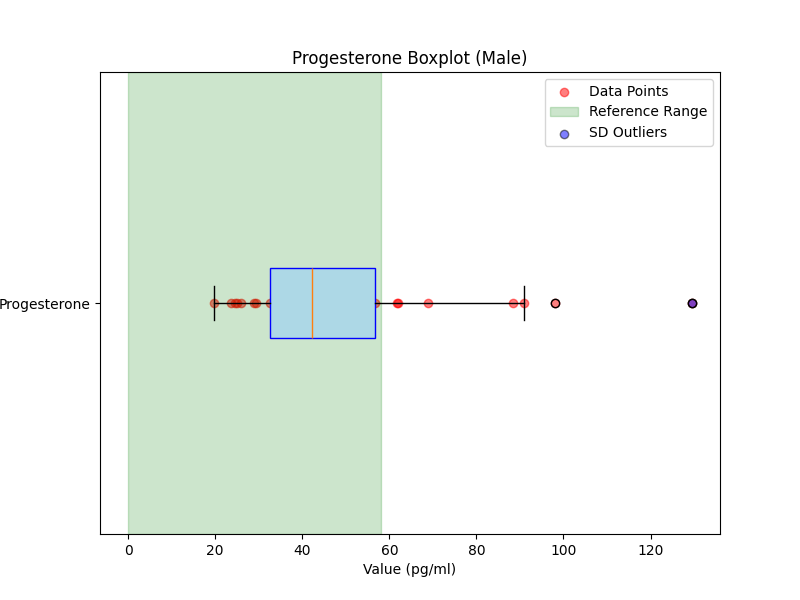 Progesterone Boxplot (Male)
Data Points
Reference Range
SD Outliers
Progesterone
0 20 40 60 80 100 120
Value (pg/ml)